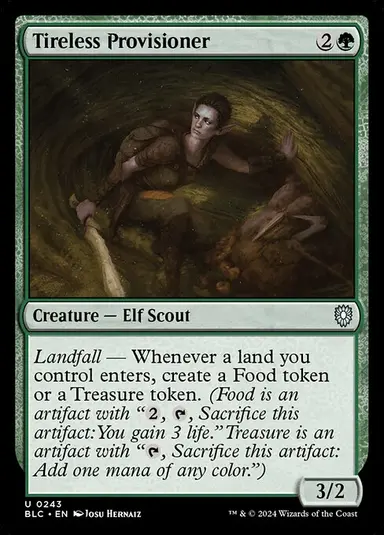 Tireless Provisioner 2
Creature — Elf Scout
Landfall — Whenever a land you
control enters, create a Food token
or a Treasure token. (Food is an
artifact with “2, T, Sacrifice this
artifact:You gain 3 life.” Treasure is an
artifact with “T, Sacrifice this artifact:
Add one mana of any color.”)
3/2
U 0243
BLC • EN Josu Hernaiz
™ & © 2024 Wizards of the Coast